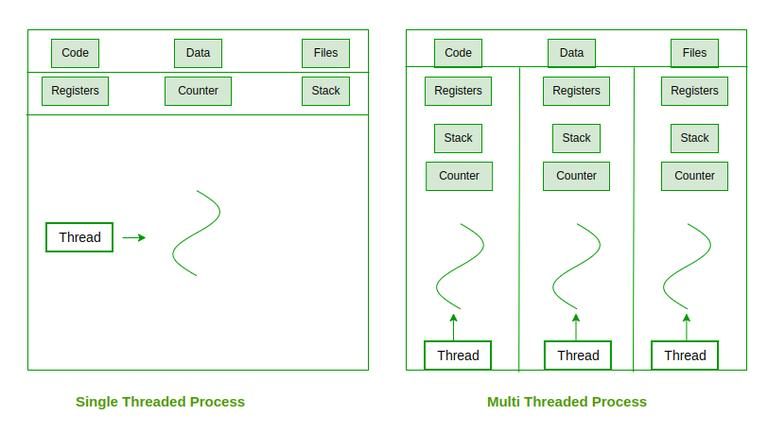 Code Data Files
Registers Counter Stack
Thread
Single Threaded Process
Code Data Files
Registers Registers Registers
Stack Stack Stack
Counter Counter Counter
Thread Thread Thread
Multi Threaded Process